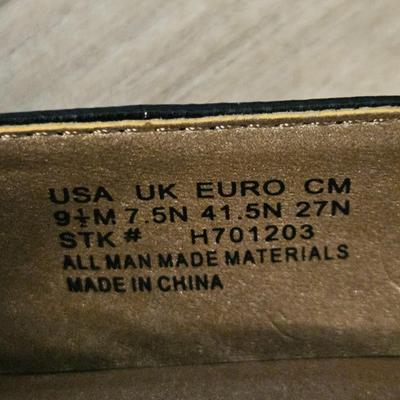 USA UK EURO CM
9½M 7.5N 41.5N 27N
STK # H701203
ALL MAN MADE MATERIALS
MADE IN CHINA